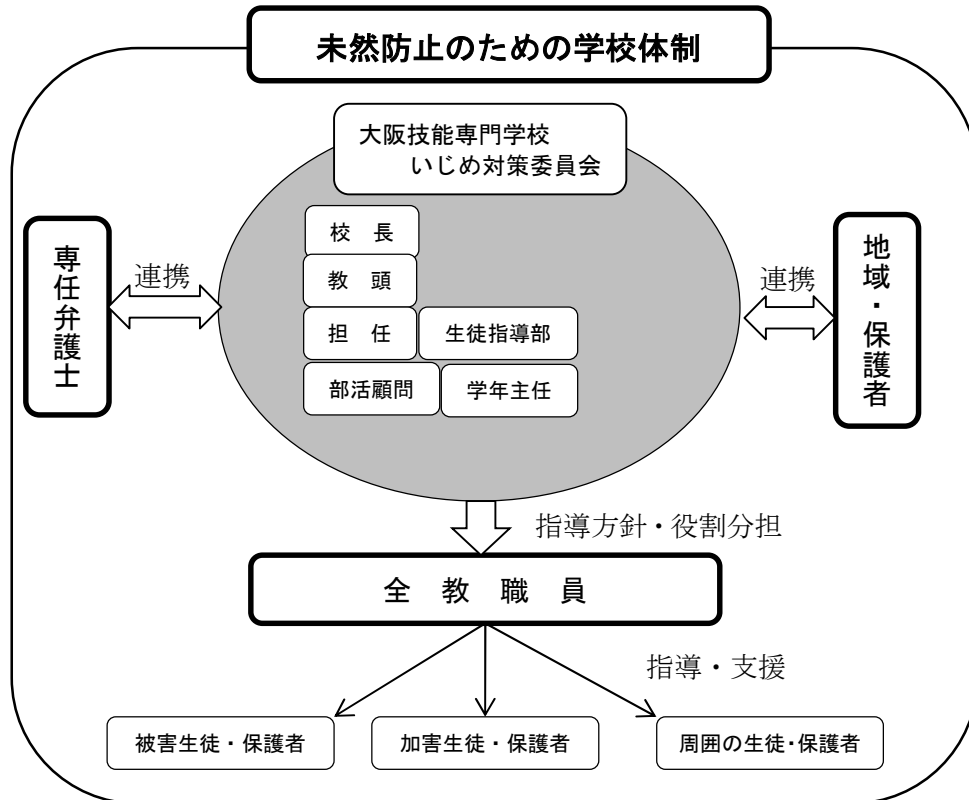 未然防止のための学校体制
大阪技能専門学校
いじめ対策委員会
校　長
教　頭
担　任
生徒指導部
部活顧問
学年主任
専任弁護士
連携
連携
地域・保護者
指導方針・役割分担
全　教　職　員
指導・支援
被害生徒・保護者
加害生徒・保護者
周囲の生徒・保護者